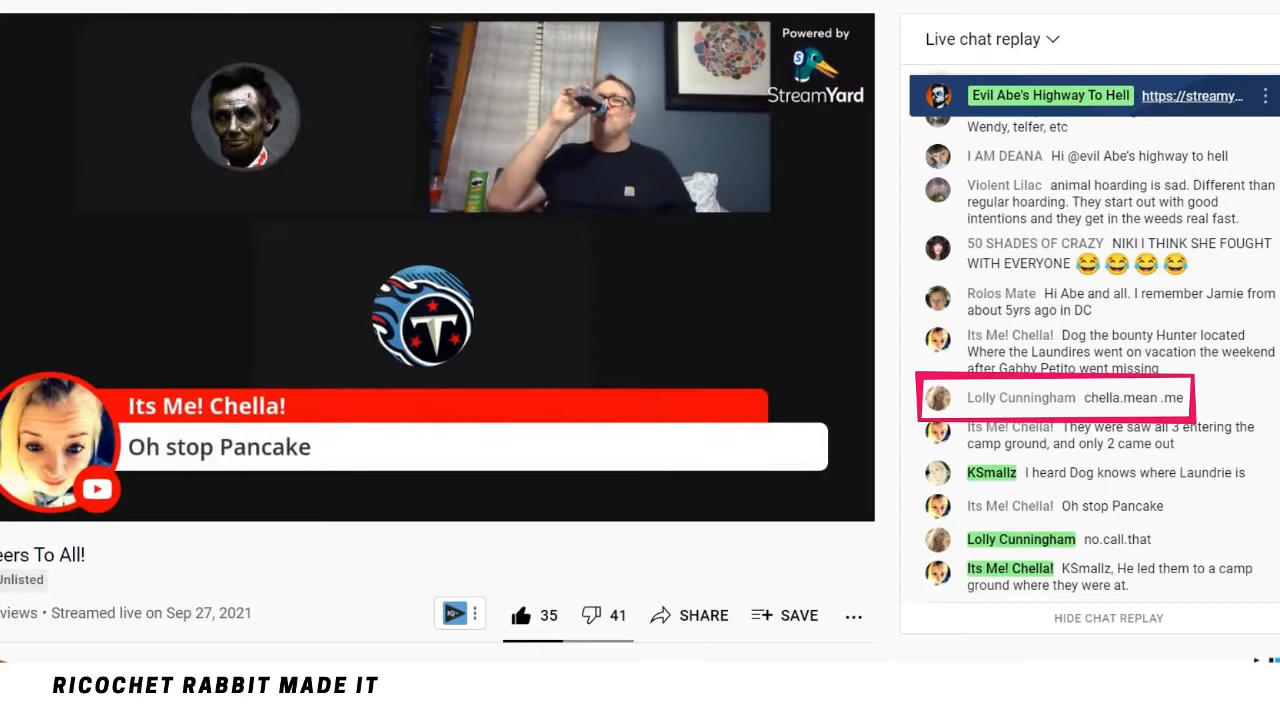 Powered by
StreamYard
Its Me! Chella!
Oh stop Pancake
eers To All!
Unlisted
views • Streamed live on Sep 27, 2021
35
41
SHARE
SAVE
RICOCHET RABBIT MADE IT
Live chat replay
Evil Abe's Highway To Hell https://streamy...
Wendy, telfer, etc
I AM DEANA Hi @evil Abe's highway to hell
Violent Lilac animal hoarding is sad. Different than
regular hoarding. They start out with good
intentions and they get in the weeds real fast.
50 SHADES OF CRAZY NIKI I THINK SHE FOUGHT
WITH EVERYONE 😂😂😂😂
Rolos Mate Hi Abe and all. I remember Jamie from
about 5yrs ago in DC
Its Me! Chella! Dog the bounty Hunter located
Where the Laundires went on vacation the weekend
after Gabby Petito went missing
Lolly Cunningham chella.mean .me
Its Me! Chella! They were saw all 3 entering the
camp ground, and only 2 came out
KSmallz I heard Dog knows where Laundrie is
Its Me! Chella! Oh stop Pancake
Lolly Cunningham no.call.that
Its Me! Chella! KSmallz, He led them to a camp
ground where they were at.
HIDE CHAT REPLAY